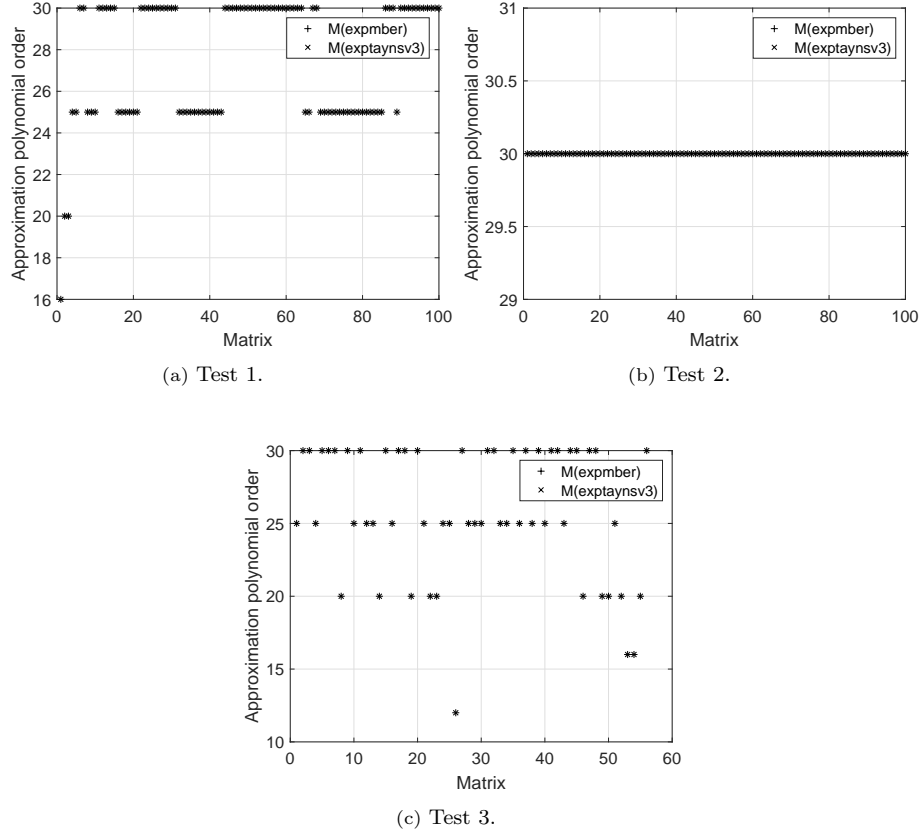 30
28
26
24
22
20
18
16
Approximation polynomial order
M(expmber)
M(exptaynsv3)
0
20
40
60
80
100
Matrix
(a) Test 1.
31
30.5
30
29.5
29
Approximation polynomial order
M(expmber)
M(exptaynsv3)
0
20
40
60
80
100
Matrix
(b) Test 2.
30
25
20
15
10
Approximation polynomial order
M(expmber)
M(exptaynsv3)
0
10
20
30
40
50
60
Matrix
(c) Test 3.